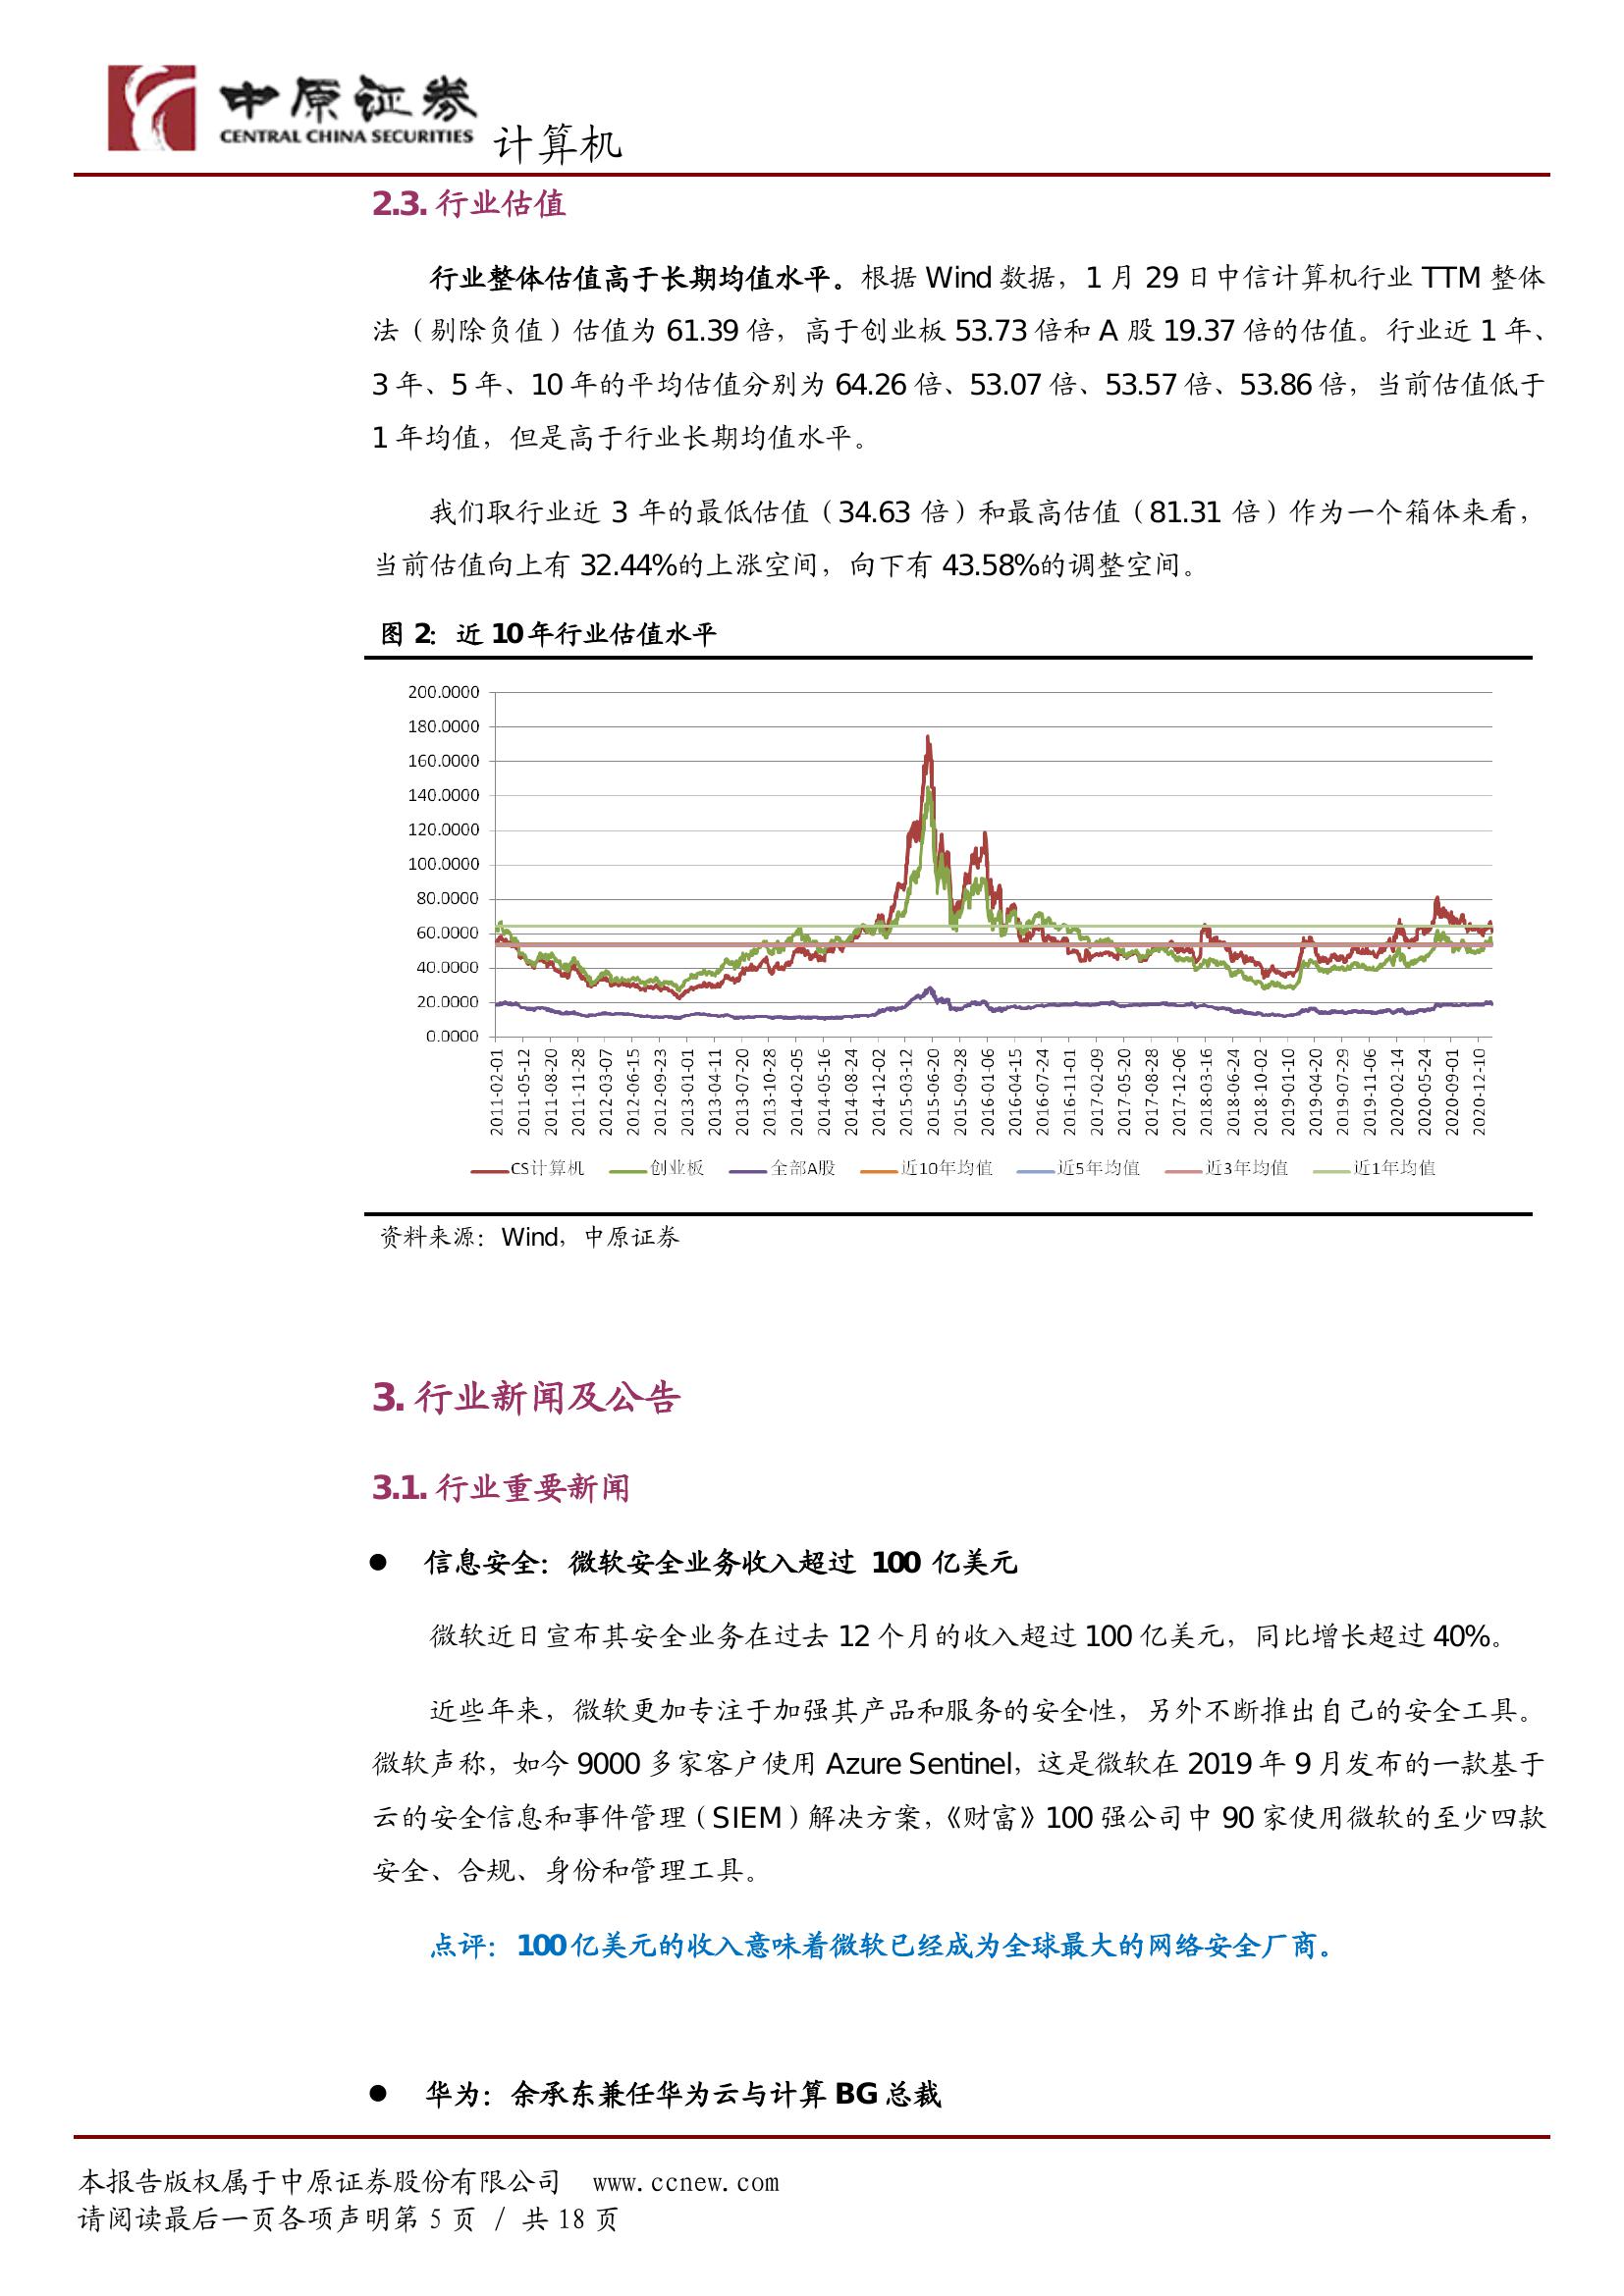 中原证券
CENTRAL CHINA SECURITIES
计算机
2.3. 行业估值
行业整体估值高于长期均值水平。根据 Wind 数据，1 月 29 日中信计算机行业 TTM 整体
法（剔除负值）估值为 61.39 倍，高于创业板 53.73 倍和 A 股 19.37 倍的估值。行业近 1 年、
3 年、5 年、10 年的平均估值分别为 64.26 倍、53.07 倍、53.57 倍、53.86 倍，当前估值低于
1 年均值，但是高于行业长期均值水平。
我们取行业近 3 年的最低估值（34.63 倍）和最高估值（81.31 倍）作为一个箱体来看，
当前估值向上有 32.44%的上涨空间，向下有 43.58%的调整空间。
图 2：近 10 年行业估值水平
200.0000
180.0000
160.0000
140.0000
120.0000
100.0000
80.0000
60.0000
40.0000
20.0000
0.0000
2011-02-01
2011-05-12
2011-08-20
2011-11-28
2012-03-07
2012-06-15
2012-09-23
2013-01-01
2013-04-11
2013-07-20
2013-10-28
2014-02-05
2014-05-16
2014-08-24
2014-12-02
2015-03-12
2015-06-20
2015-09-28
2016-01-06
2016-04-15
2016-07-24
2016-11-01
2017-02-09
2017-05-20
2017-08-28
2017-12-06
2018-03-16
2018-06-24
2018-10-02
2019-01-10
2019-04-20
2019-07-29
2019-11-06
2020-02-14
2020-05-24
2020-09-01
2020-12-10
CS计算机 创业板 全部A股 近10年均值 近5年均值 近3年均值 近1年均值
资料来源：Wind，中原证券
3. 行业新闻及公告
3.1. 行业重要新闻
● 信息安全：微软安全业务收入超过 100 亿美元
微软近日宣布其安全业务在过去 12 个月的收入超过 100 亿美元，同比增长超过 40%。
近些年来，微软更加专注于加强其产品和服务的安全性，另外不断推出自己的安全工具。
微软声称，如今 9000 多家客户使用 Azure Sentinel，这是微软在 2019 年 9 月发布的一款基于
云的安全信息和事件管理（SIEM）解决方案，《财富》100 强公司中 90 家使用微软的至少四款
安全、合规、身份和管理工具。
点评：100 亿美元的收入意味着微软已经成为全球最大的网络安全厂商。
● 华为：余承东兼任华为云与计算 BG 总裁
本报告版权属于中原证券股份有限公司 www.ccnew.com
请阅读最后一页各项声明第 5 页 / 共 18 页